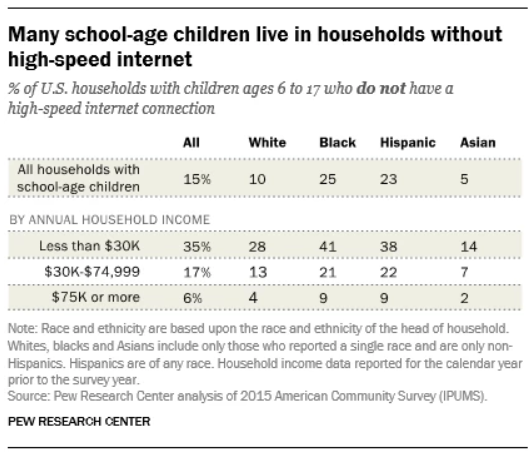 Many school-age children live in households without
high-speed internet
% of U.S. households with children ages 6 to 17 who do not have a
high-speed internet connection
All White Black Hispanic Asian
All households with
school-age children 15% 10 25 23 5
BY ANNUAL HOUSEHOLD INCOME
Less than $30K 35% 28 41 38 14
$30K-$74,999 17% 13 21 22 7
$75K or more 6% 4 9 9 2
Note: Race and ethnicity are based upon the race and ethnicity of the head of household.
Whites, blacks and Asians include only those who reported a single race and are only non-
Hispanics. Hispanics are of any race. Household income data reported for the calendar year
prior to the survey year.
Source: Pew Research Center analysis of 2015 American Community Survey (IPUMS).
PEW RESEARCH CENTER